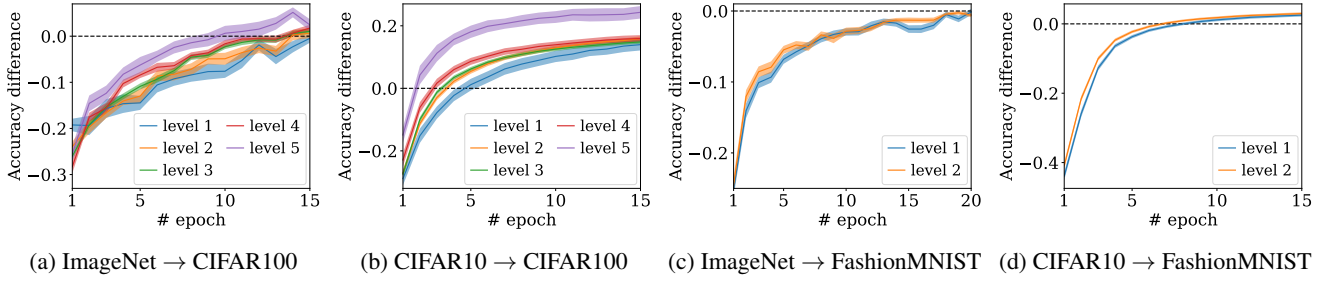 Accuracy difference
0.0
−0.1
−0.2
−0.3
level 1
level 2
level 3
level 4
level 5
1
5
10
15
# epoch
(a) ImageNet → CIFAR100
Accuracy difference
0.2
0.0
−0.2
level 1
level 2
level 3
level 4
level 5
1
5
10
15
# epoch
(b) CIFAR10 → CIFAR100
Accuracy difference
−0.0
−0.1
−0.2
level 1
level 2
1
5
10
15
20
# epoch
(c) ImageNet → FashionMNIST
Accuracy difference
0.0
−0.2
−0.4
level 1
level 2
1
5
10
15
# epoch
(d) CIFAR10 → FashionMNIST